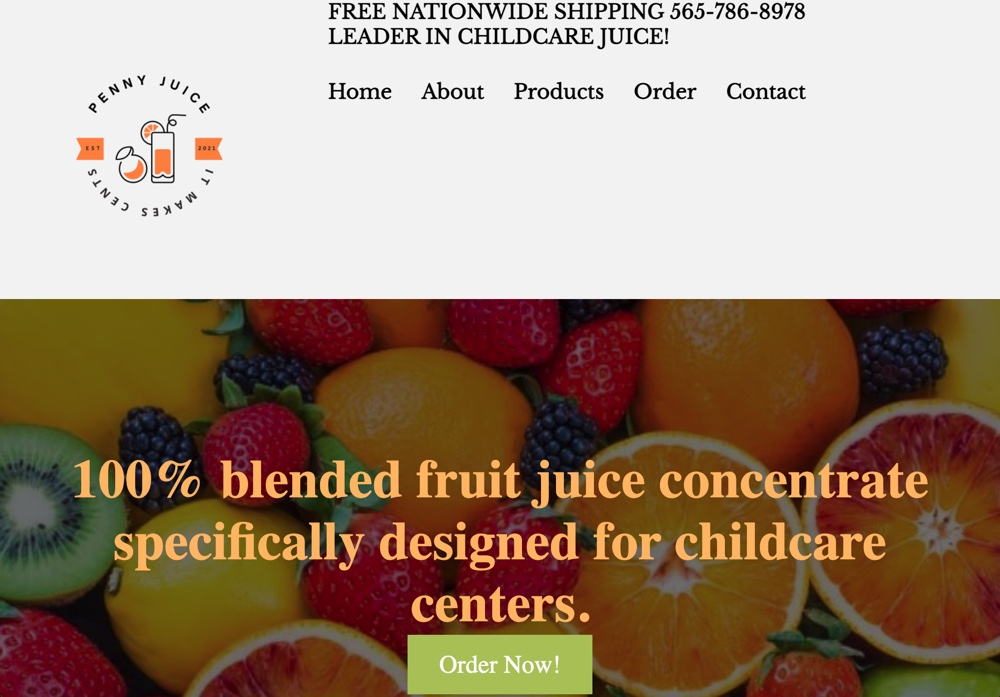 FREE NATIONWIDE SHIPPING 565-786-8978
LEADER IN CHILDCARE JUICE!
Home About Products Order Contact
PENNY JUICE
EST 2021
IT MAKES CENTS
100% blended fruit juice concentrate
specifically designed for childcare
centers.
Order Now!